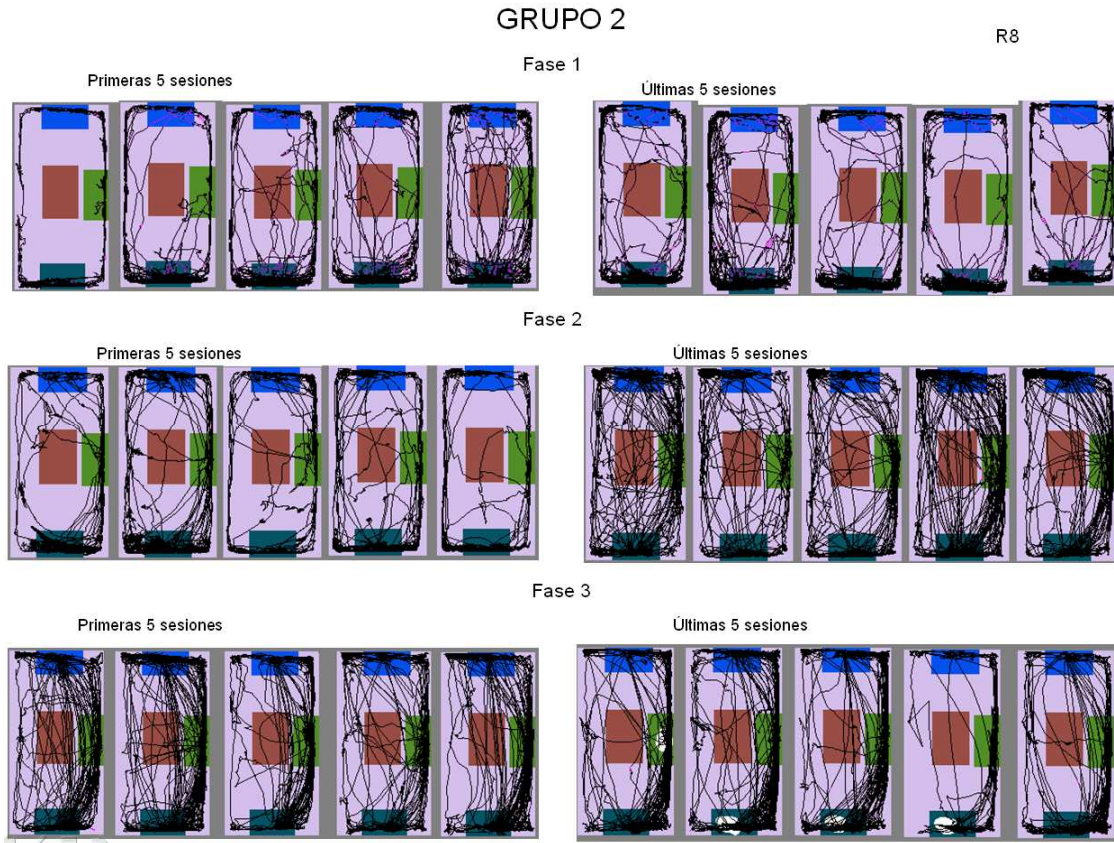 GRUPO 2
R8
Fase 1
Primeras 5 sesiones
Últimas 5 sesiones
Fase 2
Primeras 5 sesiones
Últimas 5 sesiones
Fase 3
Primeras 5 sesiones
Últimas 5 sesiones